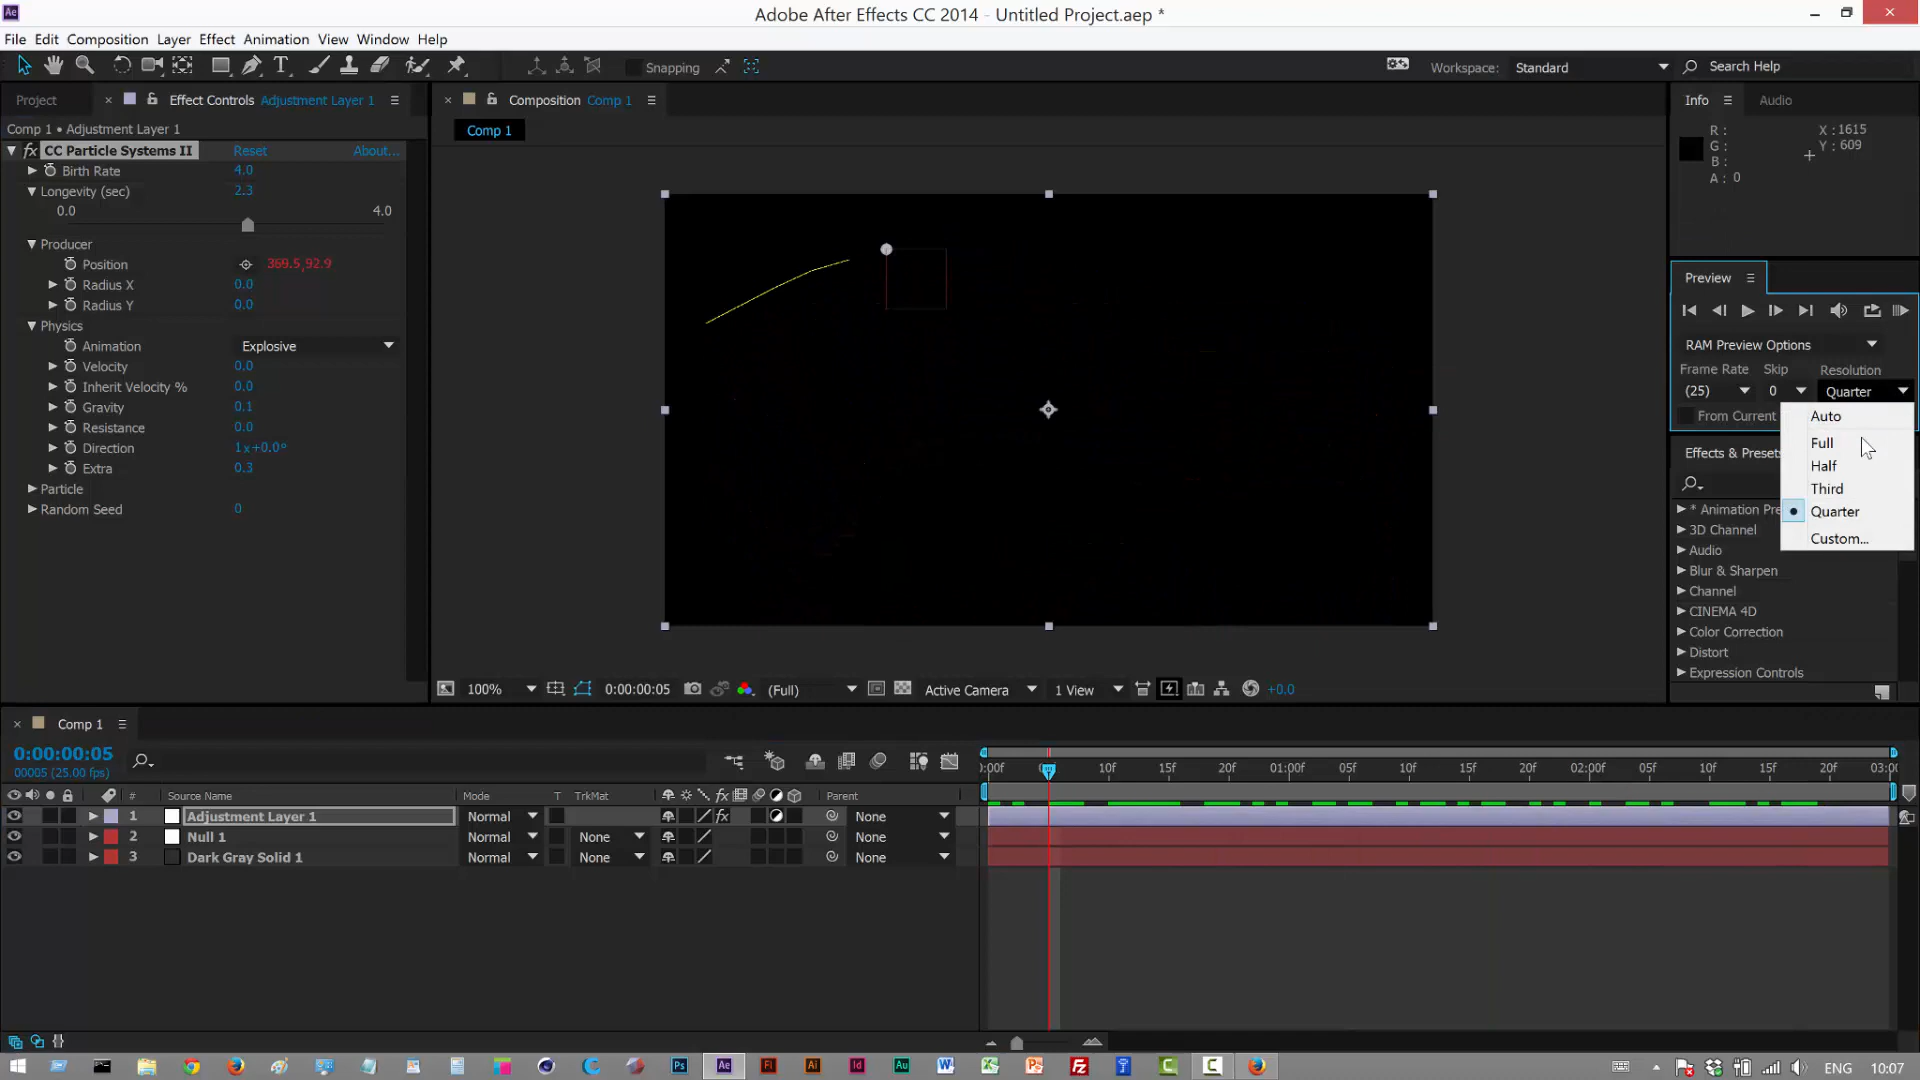 Adobe After Effects CC 2014 - Untitled Project.aep *
File Edit Composition Layer Effect Animation View Window Help
Snapping
Workspace: Standard
Search Help
Project
Effect Controls Adjustment Layer 1
Comp 1 • Adjustment Layer 1
CC Particle Systems II Reset About...
Birth Rate 4.0
Longevity (sec) 2.3
0.0 4.0
Producer
Position 369.5,92.9
Radius X 0.0
Radius Y 0.0
Physics
Animation Explosive
Velocity 0.0
Inherit Velocity % 0.0
Gravity 0.1
Resistance 0.0
Direction 1x+0.0°
Extra 0.3
Particle
Random Seed 0
Composition Comp 1
Comp 1
100% 0:00:00:05 (Full) Active Camera 1 View +0.0
Info Audio
R: X: 1615
G: Y: 609
B:
A: 0
Preview
RAM Preview Options
Frame Rate Skip Resolution
(25) 0 Quarter
From Current
Auto
Full
Half
Third
Quarter
Custom...
Effects & Presets
* Animation Pre
3D Channel
Audio
Blur & Sharpen
Channel
CINEMA 4D
Color Correction
Distort
Expression Controls
Comp 1
0:00:00:05
00005 (25.00 fps)
:00f 10f 15f 20f 01:00f 05f 10f 15f 20f 02:00f 05f 10f 15f 20f 03:0
# Source Name Mode T TrkMat Parent
1 Adjustment Layer 1 Normal None
2 Null 1 Normal None None
3 Dark Gray Solid 1 Normal None None
ENG 10:07